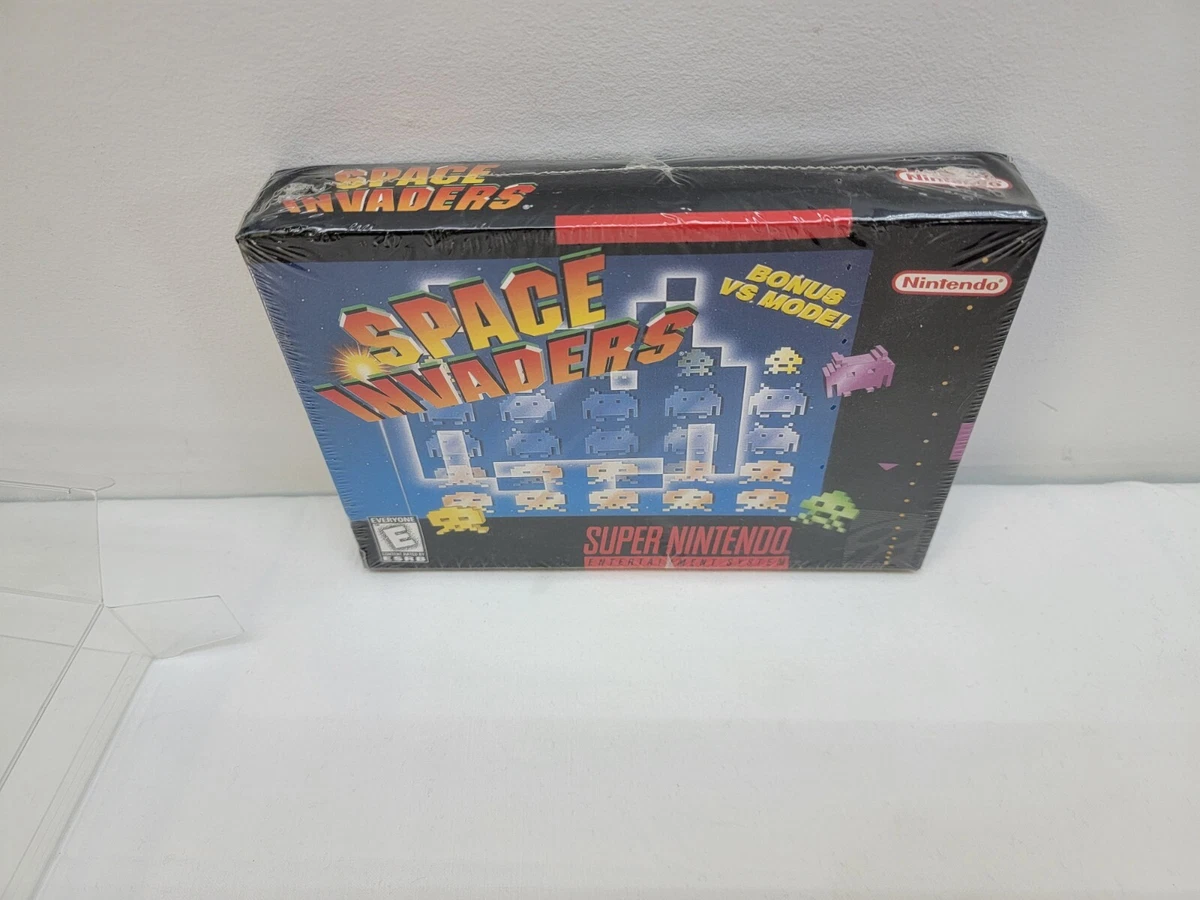 SPACE
INVADERS
Nintendo
SPACE
INVADERS
BONUS
VS. MODE!
Nintendo®
EVERYONE
E
ESRB
SUPER NINTENDO
ENTERTAINMENT SYSTEM